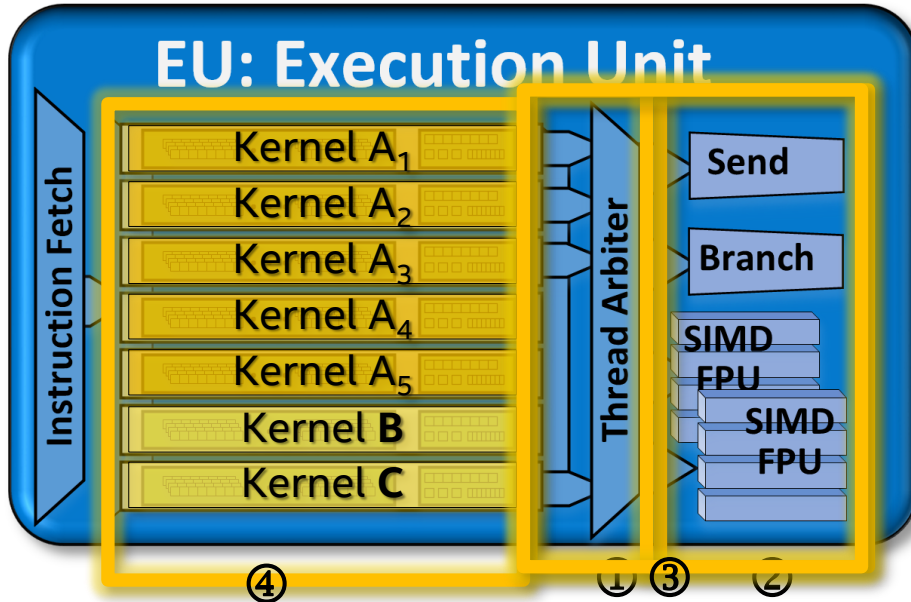 EU: Execution Unit
Instruction Fetch
Kernel A₁
Kernel A₂
Kernel A₃
Kernel A₄
Kernel A₅
Kernel B
Kernel C
Thread Arbiter
Send
Branch
SIMD
FPU
SIMD
FPU
④
①
③
②